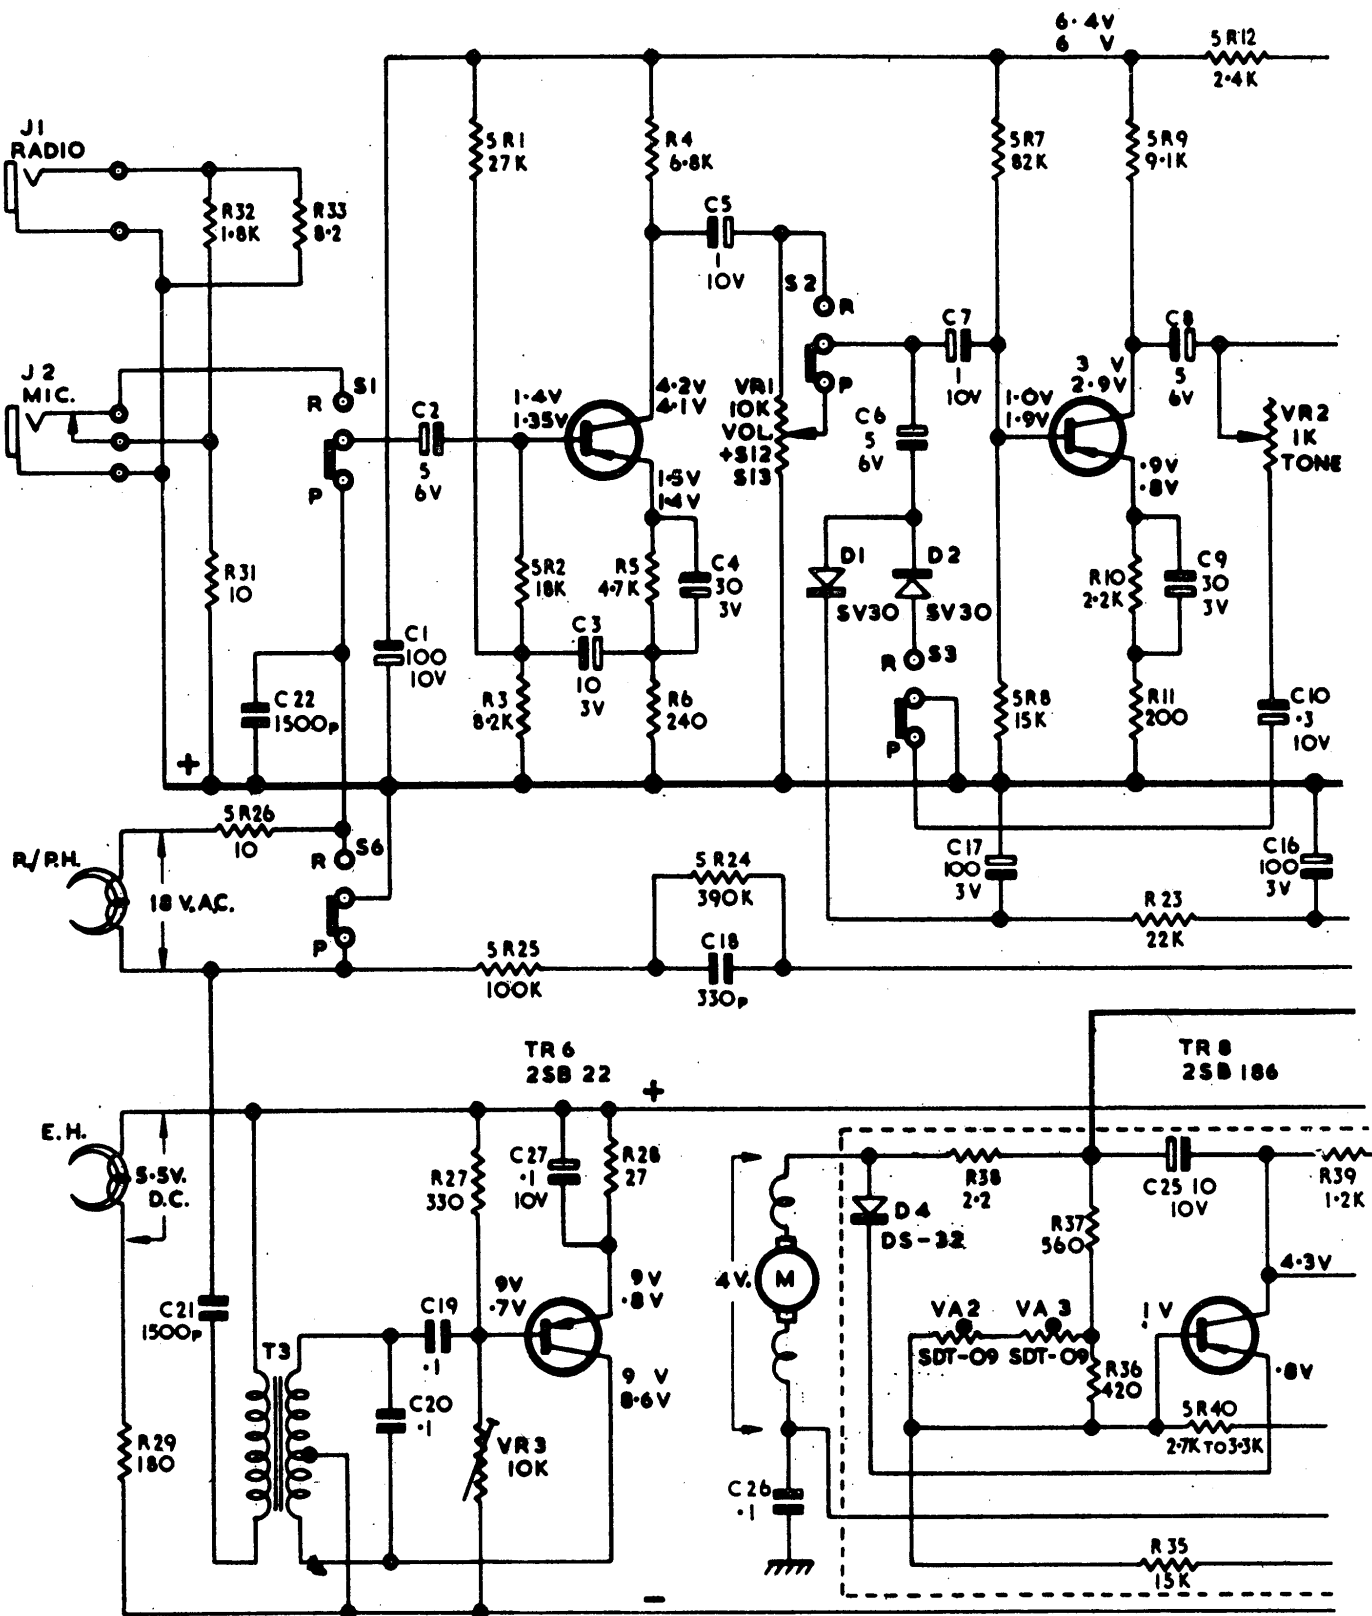 6.4V
6 V
5R12
2.4K
J1
RADIO
5R1
27K
R4
6.8K
5R7
82K
5R9
9.1K
R32
1.8K
R33
8.2
C5
1
10V
S2
R
P
C7
1
10V
C8
5
6V
J2
MIC.
S1
R
P
C2
5
6V
1.4V
1.35V
4.2V
4.1V
1.5V
1.4V
VR1
10K
VOL.
+S12
S13
C6
5
6V
1.0V
1.9V
3 V
2.9V
.9V
.8V
VR2
1K
TONE
R31
10
5R2
18K
R5
4.7K
C4
30
3V
D1
SV30
D2
SV30
R10
2.2K
C9
30
3V
C1
100
10V
C3
10
3V
R S3
P
C22
1500p
R3
8.2K
R6
240
5R8
15K
R11
200
C10
.3
10V
+
5R26
10
R./P.H.
18 V.A.C.
R
S6
P
5R24
390K
C17
100
3V
C16
100
3V
R23
22K
5R25
100K
C18
330p
TR6
2SB 22
+
TR8
2SB 186
E.H.
5.5V.
D.C.
R27
330
C27
.1
10V
R28
27
R38
2.2
C25 10
10V
R39
1.2K
D4
DS-32
R37
560
4.3V
4V.
M
C21
1500p
T3
C19
.1
9V
.7V
9V
.8V
VA2
SDT-09
VA3
SDT-09
.1 V
.8V
R36
420
9 V
8.6V
C20
.1
VR3
10K
5R40
2.7K TO 3.3K
R29
180
C26
.1
R35
15K
−